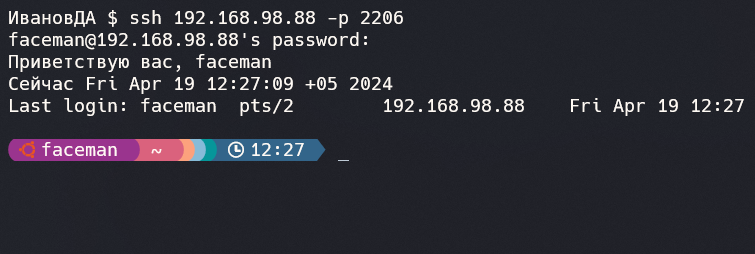 ИвановДА $ ssh 192.168.98.88 -p 2206
faceman@192.168.98.88's password:
Приветствую вас, faceman
Сейчас Fri Apr 19 12:27:09 +05 2024
Last login: faceman  pts/2        192.168.98.88    Fri Apr 19 12:27
faceman ~ 12:27 _